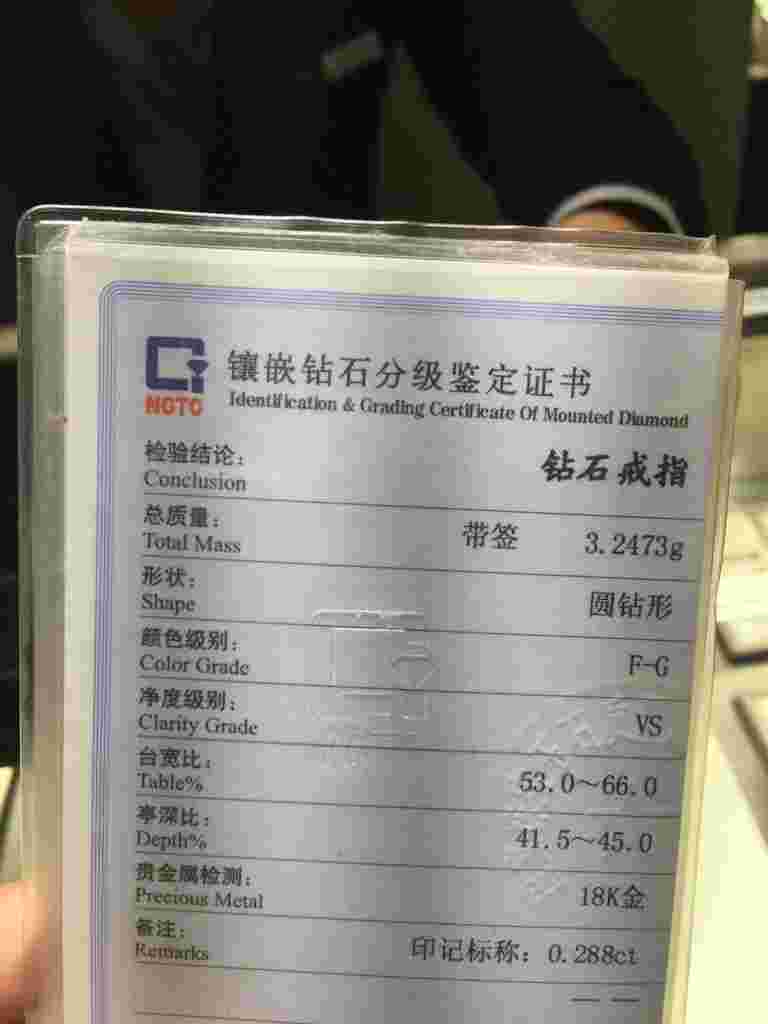 NGTC
镶嵌钻石分级鉴定证书
Identification & Grading Certificate Of Mounted Diamond
检验结论：
Conclusion
钻石戒指
总质量：
Total Mass
带签 3.2473g
形状：
Shape
圆钻形
颜色级别：
Color Grade
F-G
净度级别：
Clarity Grade
VS
台宽比：
Table%
53.0～66.0
亭深比：
Depth%
41.5～45.0
贵金属检测：
Precious Metal
18K金
备注：
Remarks
印记标称：0.288ct
— —